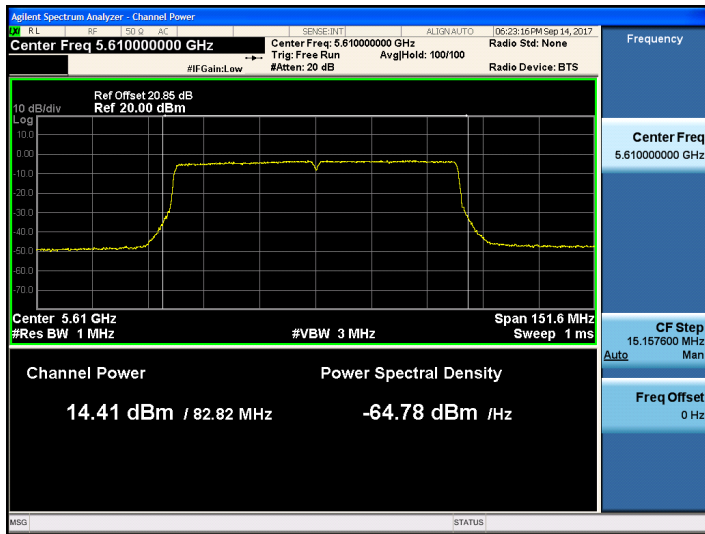 Agilent Spectrum Analyzer - Channel Power
LXI RL RF 50 Ω AC SENSE:INT ALIGN AUTO 06:23:16 PM Sep 14, 2017
Center Freq 5.610000000 GHz
Center Freq: 5.610000000 GHz
Radio Std: None
Trig: Free Run Avg|Hold: 100/100
#IFGain:Low
#Atten: 20 dB
Radio Device: BTS
Ref Offset 20.85 dB
10 dB/div Ref 20.00 dBm
Log
10.0
0.00
-10.0
-20.0
-30.0
-40.0
-50.0
-60.0
-70.0
Center 5.61 GHz Span 151.6 MHz
#Res BW 1 MHz #VBW 3 MHz Sweep 1 ms
Channel Power
Power Spectral Density
14.41 dBm / 82.82 MHz
-64.78 dBm /Hz
Frequency
Center Freq
5.610000000 GHz
CF Step
15.157600 MHz
Auto Man
Freq Offset
0 Hz
MSG STATUS